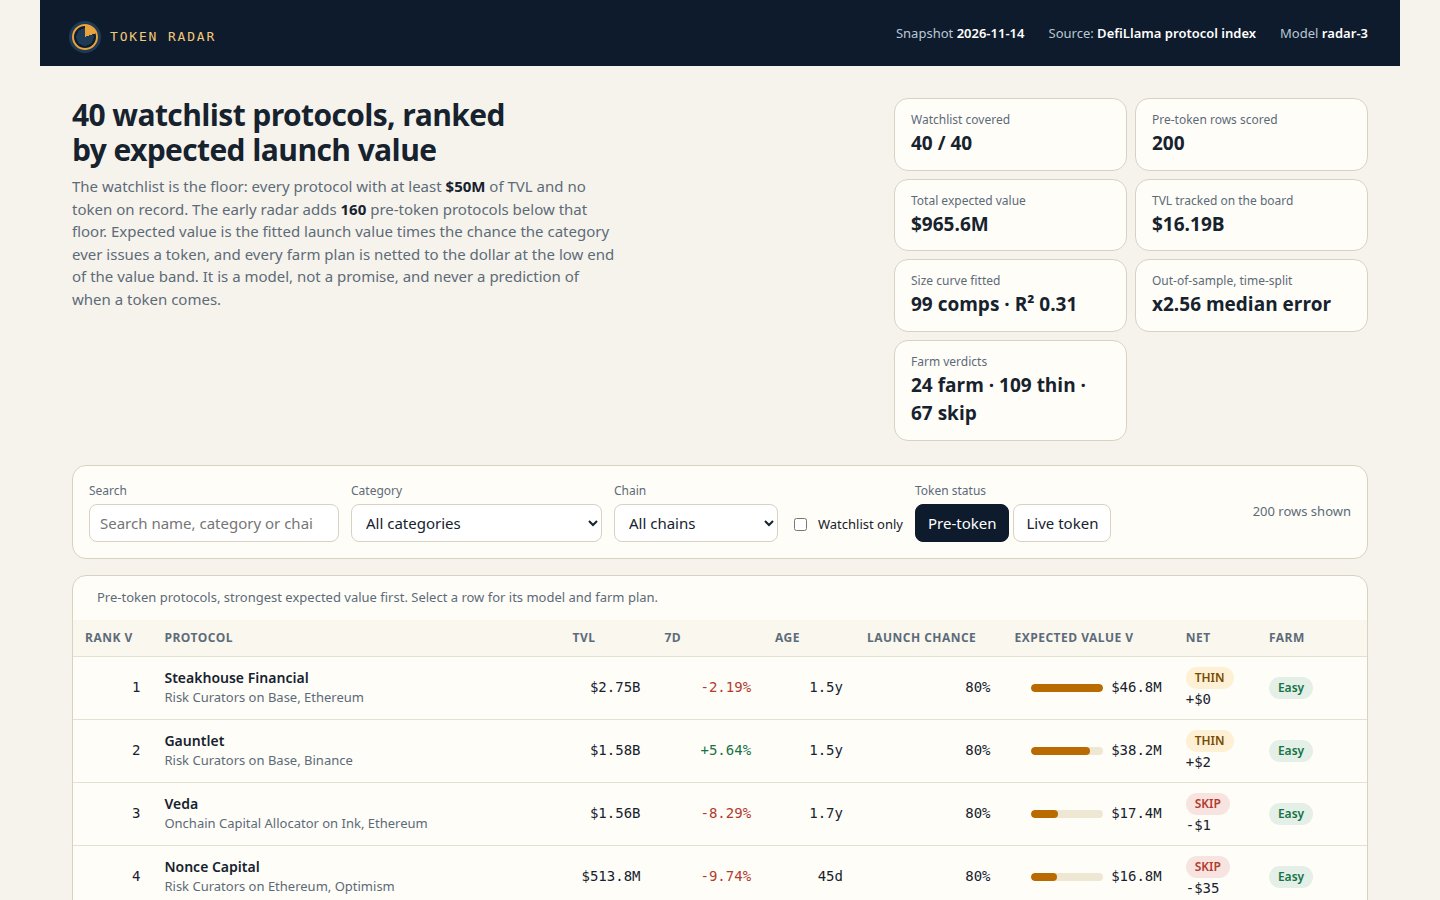 TOKEN RADAR
Snapshot 2026-11-14 Source: DefiLlama protocol index Model radar-3
40 watchlist protocols, ranked
by expected launch value
The watchlist is the floor: every protocol with at least $50M of TVL and no
token on record. The early radar adds 160 pre-token protocols below that
floor. Expected value is the fitted launch value times the chance the category
ever issues a token, and every farm plan is netted to the dollar at the low end
of the value band. It is a model, not a promise, and never a prediction of
when a token comes.
Watchlist covered
40 / 40
Pre-token rows scored
200
Total expected value
$965.6M
TVL tracked on the board
$16.19B
Size curve fitted
99 comps · R² 0.31
Out-of-sample, time-split
x2.56 median error
Farm verdicts
24 farm · 109 thin ·
67 skip
Search
Search name, category or chai
Category
All categories
Chain
All chains
Watchlist only
Token status
Pre-token Live token
200 rows shown
Pre-token protocols, strongest expected value first. Select a row for its model and farm plan.
RANK V PROTOCOL TVL 7D AGE LAUNCH CHANCE EXPECTED VALUE V NET FARM
1 Steakhouse Financial $2.75B -2.19% 1.5y 80% $46.8M THIN Easy
Risk Curators on Base, Ethereum +$0
2 Gauntlet $1.58B +5.64% 1.5y 80% $38.2M THIN Easy
Risk Curators on Base, Binance +$2
3 Veda $1.56B -8.29% 1.7y 80% $17.4M SKIP Easy
Onchain Capital Allocator on Ink, Ethereum -$1
4 Nonce Capital $513.8M -9.74% 45d 80% $16.8M SKIP Easy
Risk Curators on Ethereum, Optimism -$35